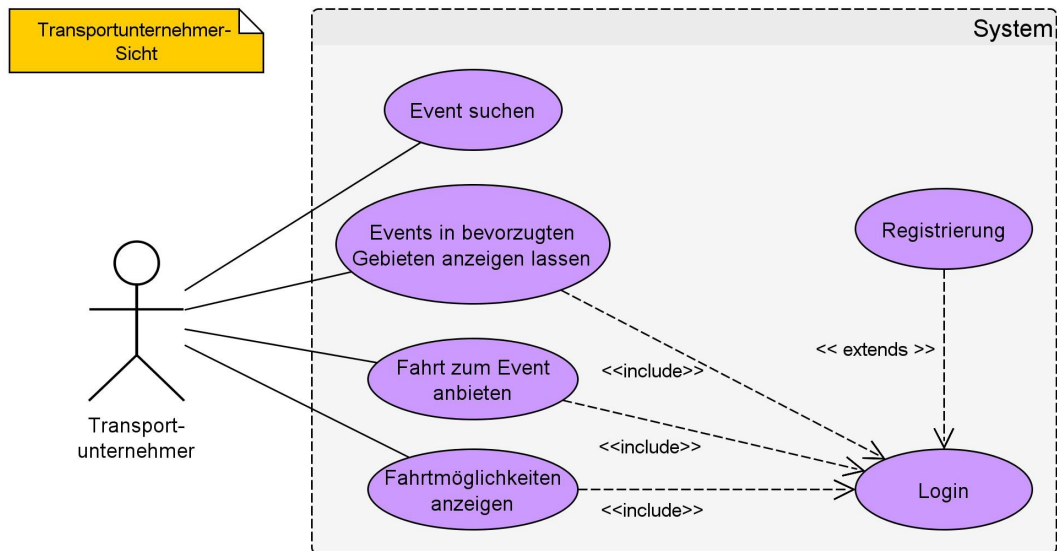 Transportunternehmer-
Sicht
System
Event suchen
Events in bevorzugten
Gebieten anzeigen lassen
Registrierung
<< extends >>
Fahrt zum Event
anbieten
<<include>>
<<include>>
Transport-
unternehmer
Fahrtmöglichkeiten
anzeigen
<<include>>
Login